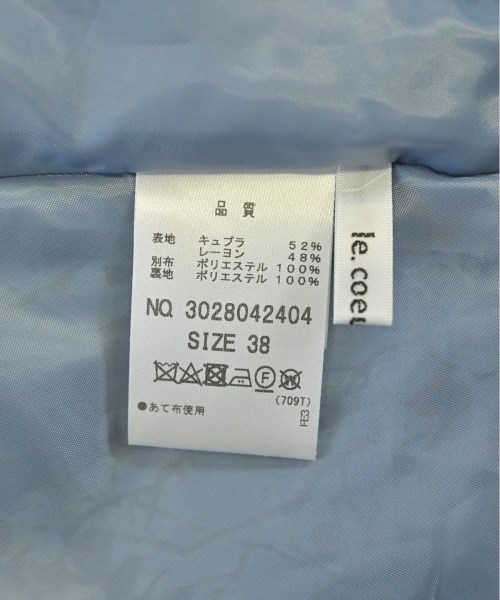 品質
表地 キュプラ 52%
レーヨン 48%
別布 ポリエステル 100%
裏地 ポリエステル 100%
NO. 3028042404
SIZE 38
(709T)
●あて布使用
FE3
le.coeu